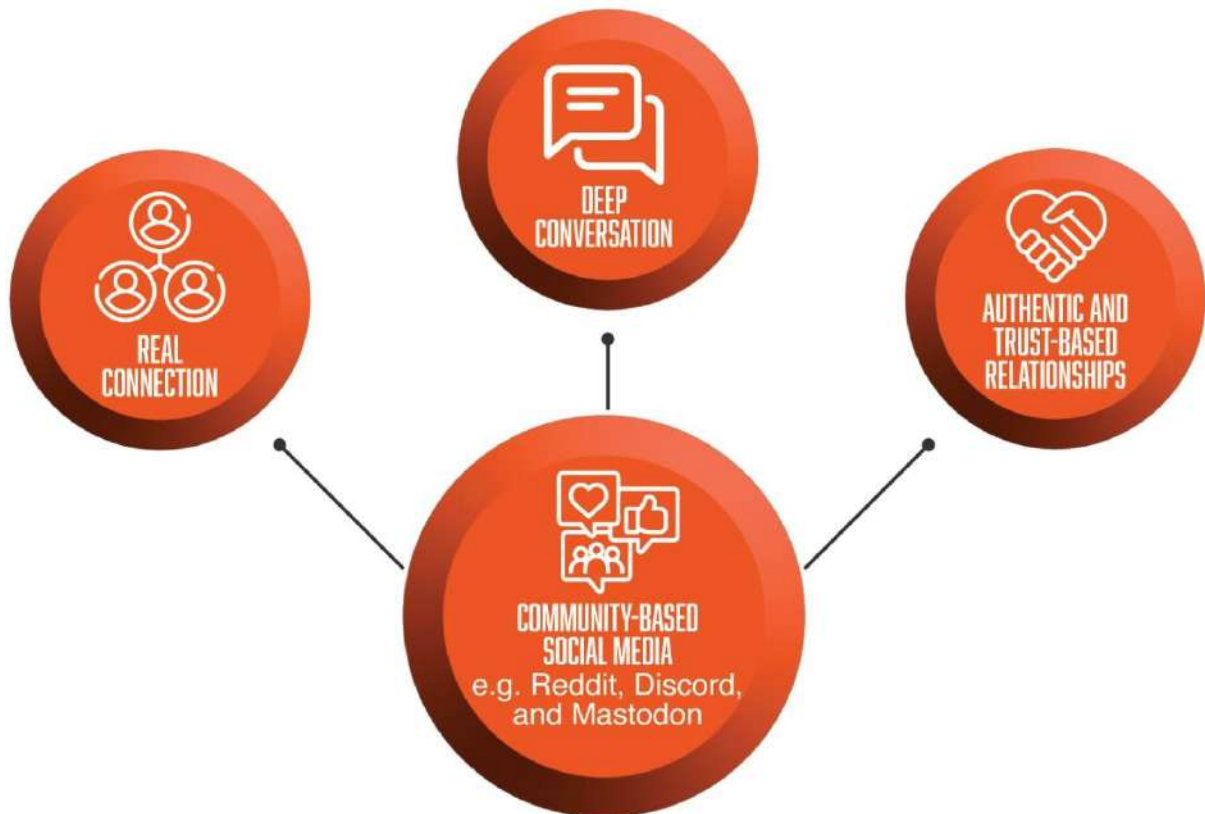 DEEP
CONVERSATION
REAL
CONNECTION
AUTHENTIC AND
TRUST-BASED
RELATIONSHIPS
COMMUNITY-BASED
SOCIAL MEDIA
e.g. Reddit, Discord,
and Mastodon